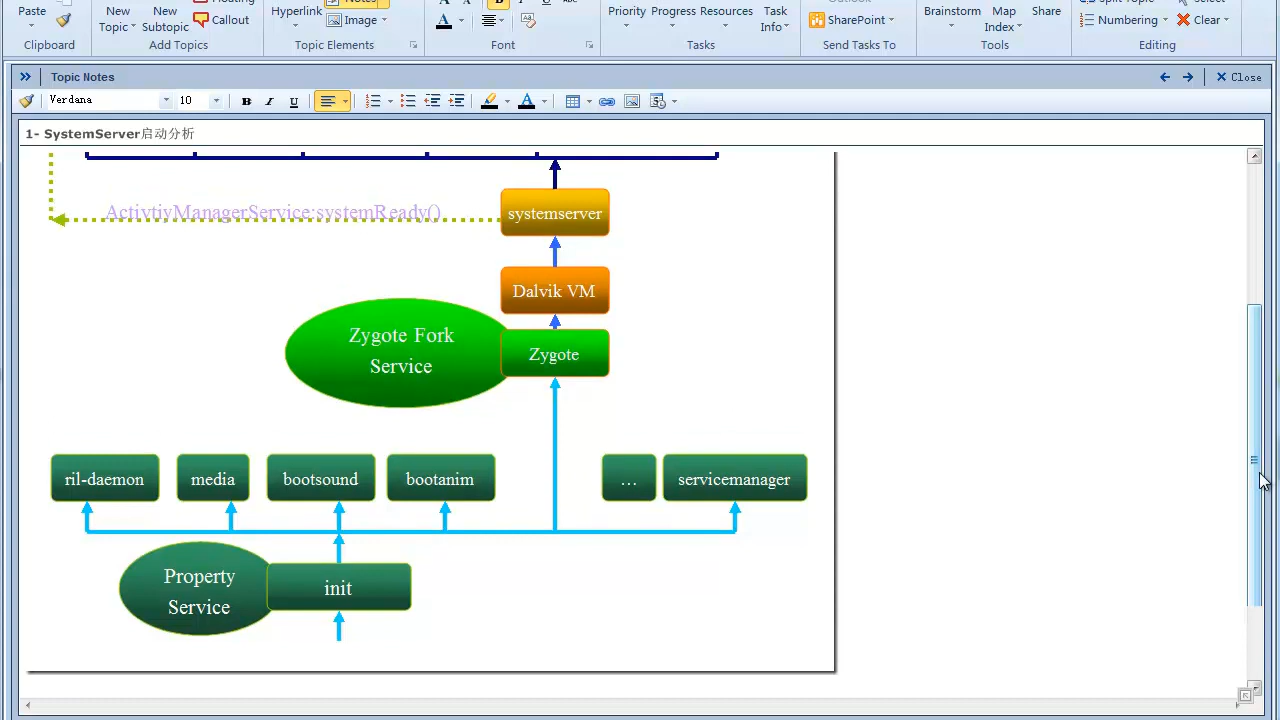 Paste
New
New
Hyperlink
Notes
Priority
Progress
Resources
Task
Brainstorm
Map
Share
Topic
Subtopic
Callout
Image
Info
SharePoint
Index
Numbering
Clear
Clipboard
Add Topics
Topic Elements
Font
Tasks
Send Tasks To
Tools
Editing
Topic Notes
Close
Verdana
10
B I U
1- SystemServer启动分析
ActivtiyManagerService:systemReady()
systemserver
Dalvik VM
Zygote Fork
Service
Zygote
ril-daemon
media
bootsound
bootanim
...
servicemanager
Property
Service
init